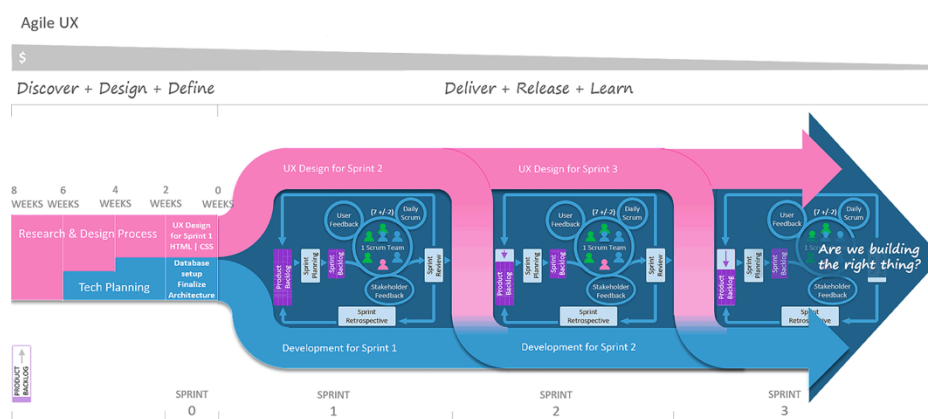 Agile UX
$
Discover + Design + Define
Deliver + Release + Learn
8
WEEKS
6
WEEKS
4
WEEKS
2
WEEKS
0
WEEKS
Research & Design Process
UX Design
for Sprint 1
HTML | CSS
Tech Planning
Database
setup
Finalize
Architecture
UX Design for Sprint 2
UX Design for Sprint 3
User
Feedback
(7 +/-2)
Daily
Scrum
1 Scrum Team
Product
Backlog
Sprint
Planning
Sprint
Backlog
Sprint
Review
Stakeholder
Feedback
Sprint
Retrospective
User
Feedback
(7 +/-2)
Daily
Scrum
1 Scrum Team
Product
Backlog
Sprint
Planning
Sprint
Backlog
Sprint
Review
Stakeholder
Feedback
Sprint
Retrospective
User
Feedback
(7 +/-2)
Daily
Scrum
1 Scrum
Product
Backlog
Sprint
Planning
Sprint
Backlog
Stakeholder
Feedback
Sprint
Retrospective
Are we building
the right thing?
Development for Sprint 1
Development for Sprint 2
PRODUCT
BACKLOG
SPRINT
0
SPRINT
1
SPRINT
2
SPRINT
3